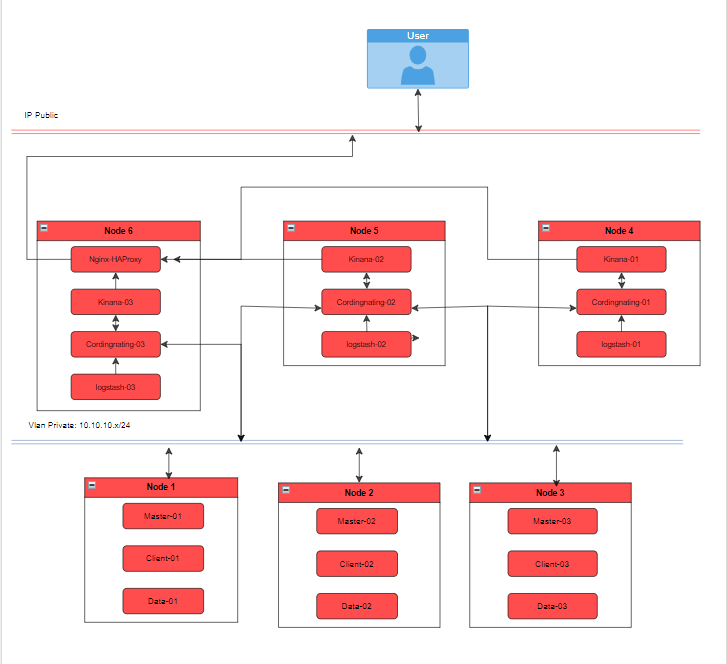 User
IP Public
Node 6
Node 5
Node 4
Nginx-HAProxy
Kinana-02
Kinana-01
Kinana-03
Cordingnating-02
Cordingnating-01
Cordingnating-03
logstash-02
logstash-01
logstash-03
Vlan Private: 10.10.10.x/24
Node 1
Node 2
Node 3
Master-01
Master-02
Master-03
Client-01
Client-02
Client-03
Data-01
Data-02
Data-03